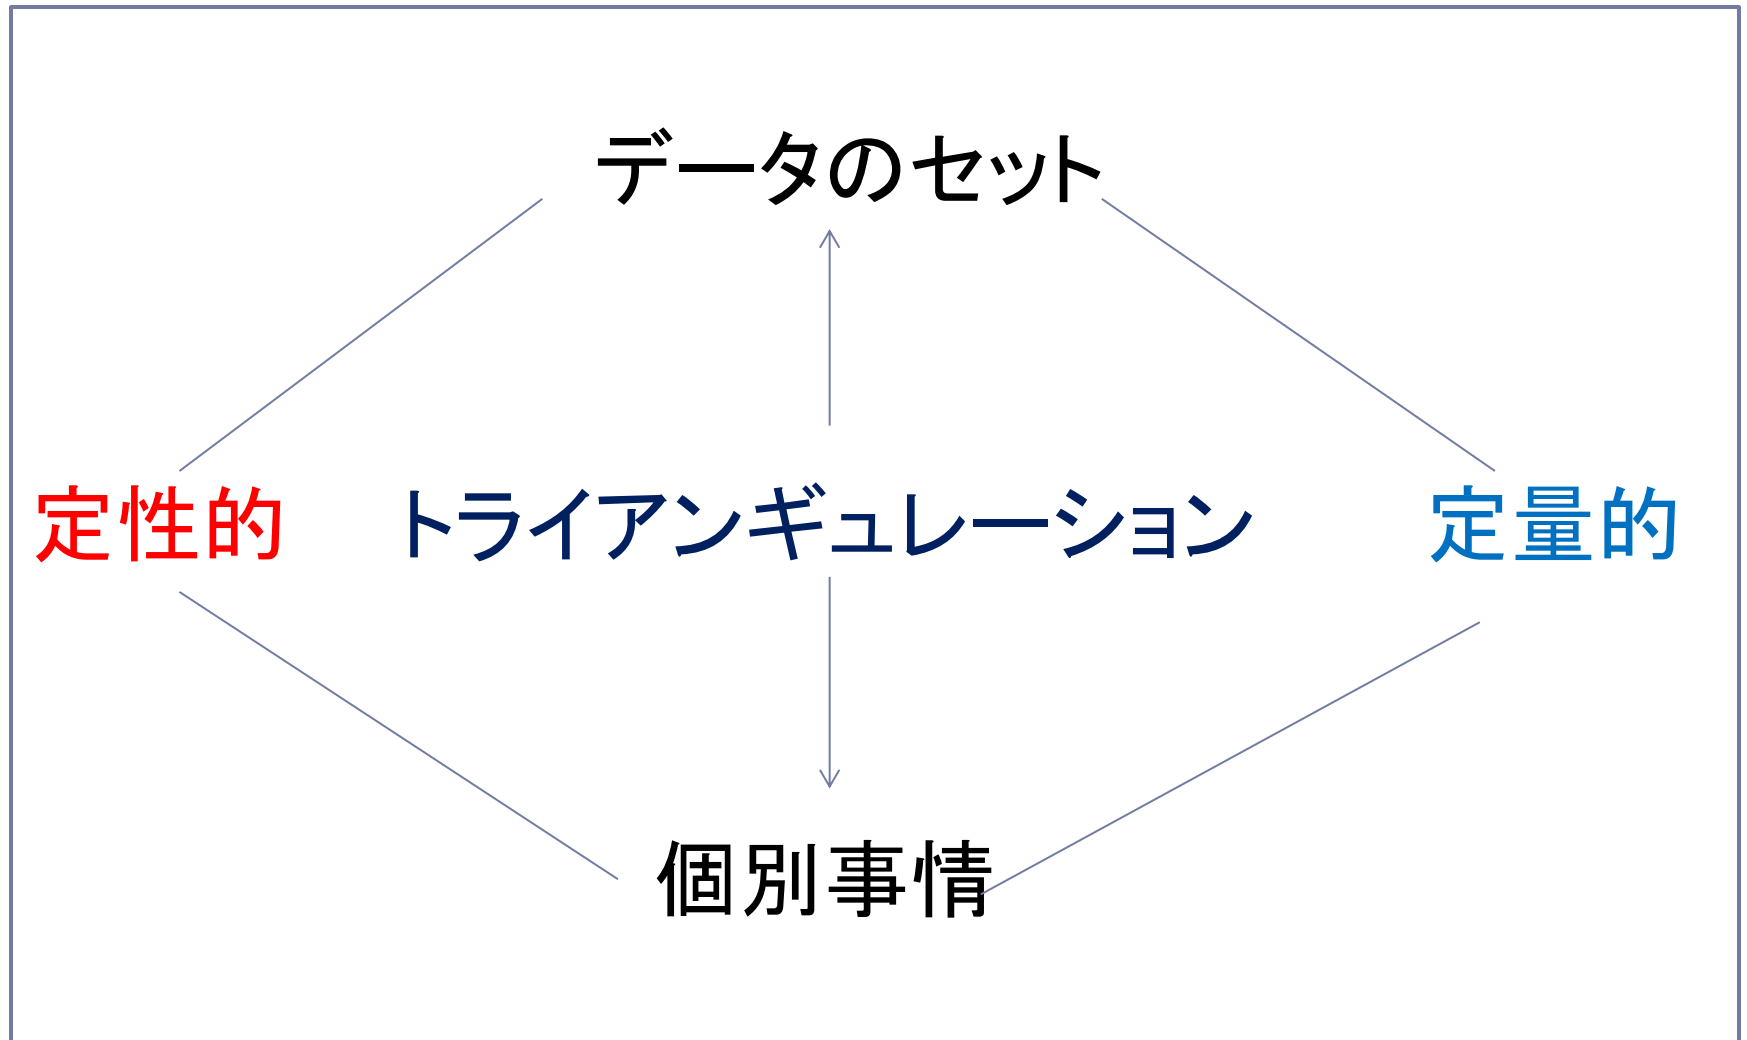 データのセット
定性的 トライアンギュレーション 定量的
個別事情